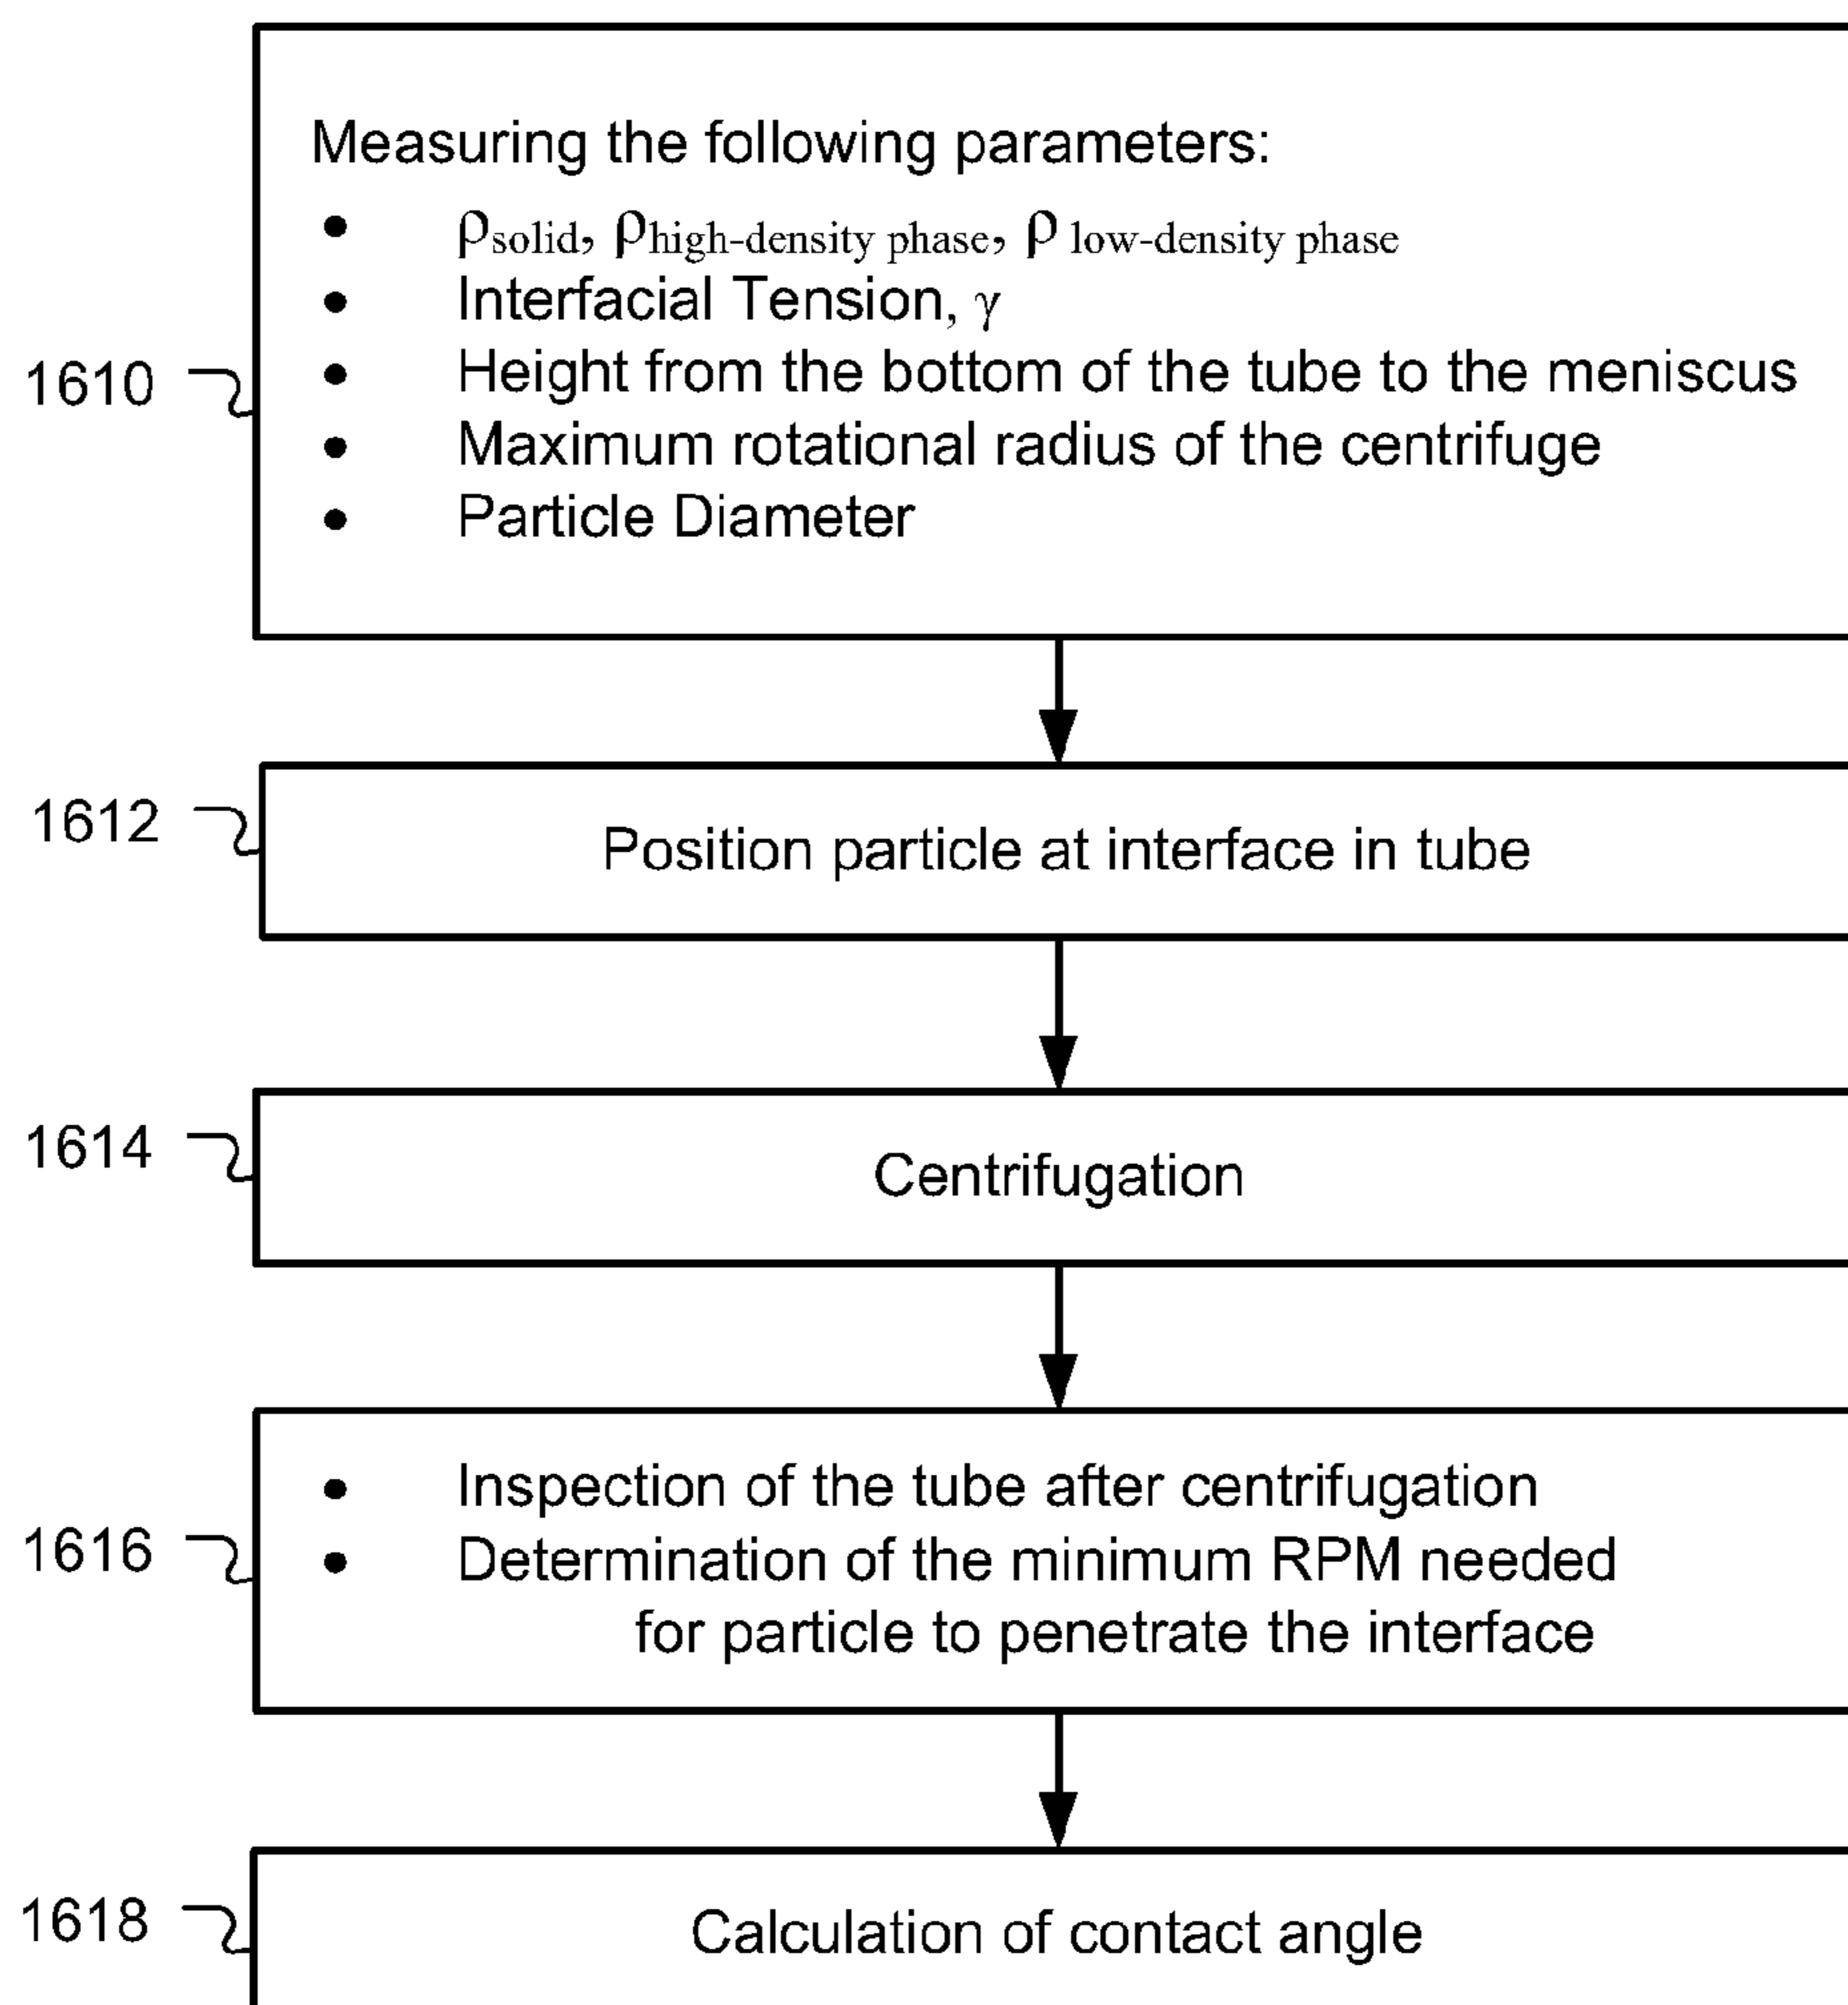 Measuring the following parameters:
• ρsolid, ρhigh-density phase, ρ low-density phase
• Interfacial Tension, γ
1610
• Height from the bottom of the tube to the meniscus
• Maximum rotational radius of the centrifuge
• Particle Diameter
1612
Position particle at interface in tube
1614
Centrifugation
1616
• Inspection of the tube after centrifugation
• Determination of the minimum RPM needed
for particle to penetrate the interface
1618
Calculation of contact angle